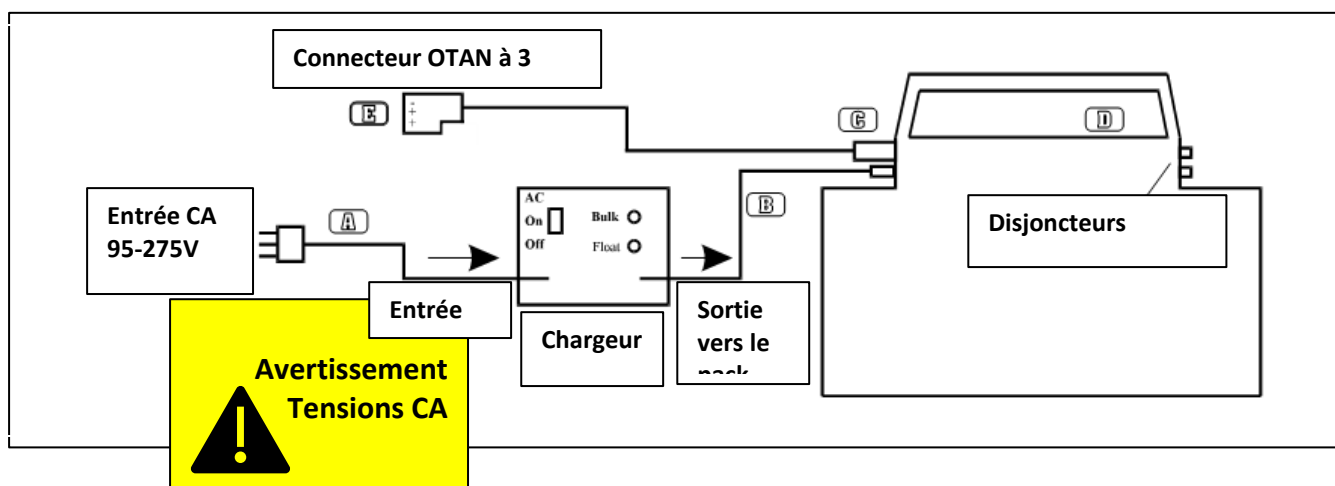 Connecteur OTAN à 3
E
-
+
+
C
D
Entrée CA
95-275V
A
AC
On
Off
Bulk
Float
B
Disjoncteurs
Entrée
Chargeur
Sortie
vers le
pack
Avertissement
Tensions CA